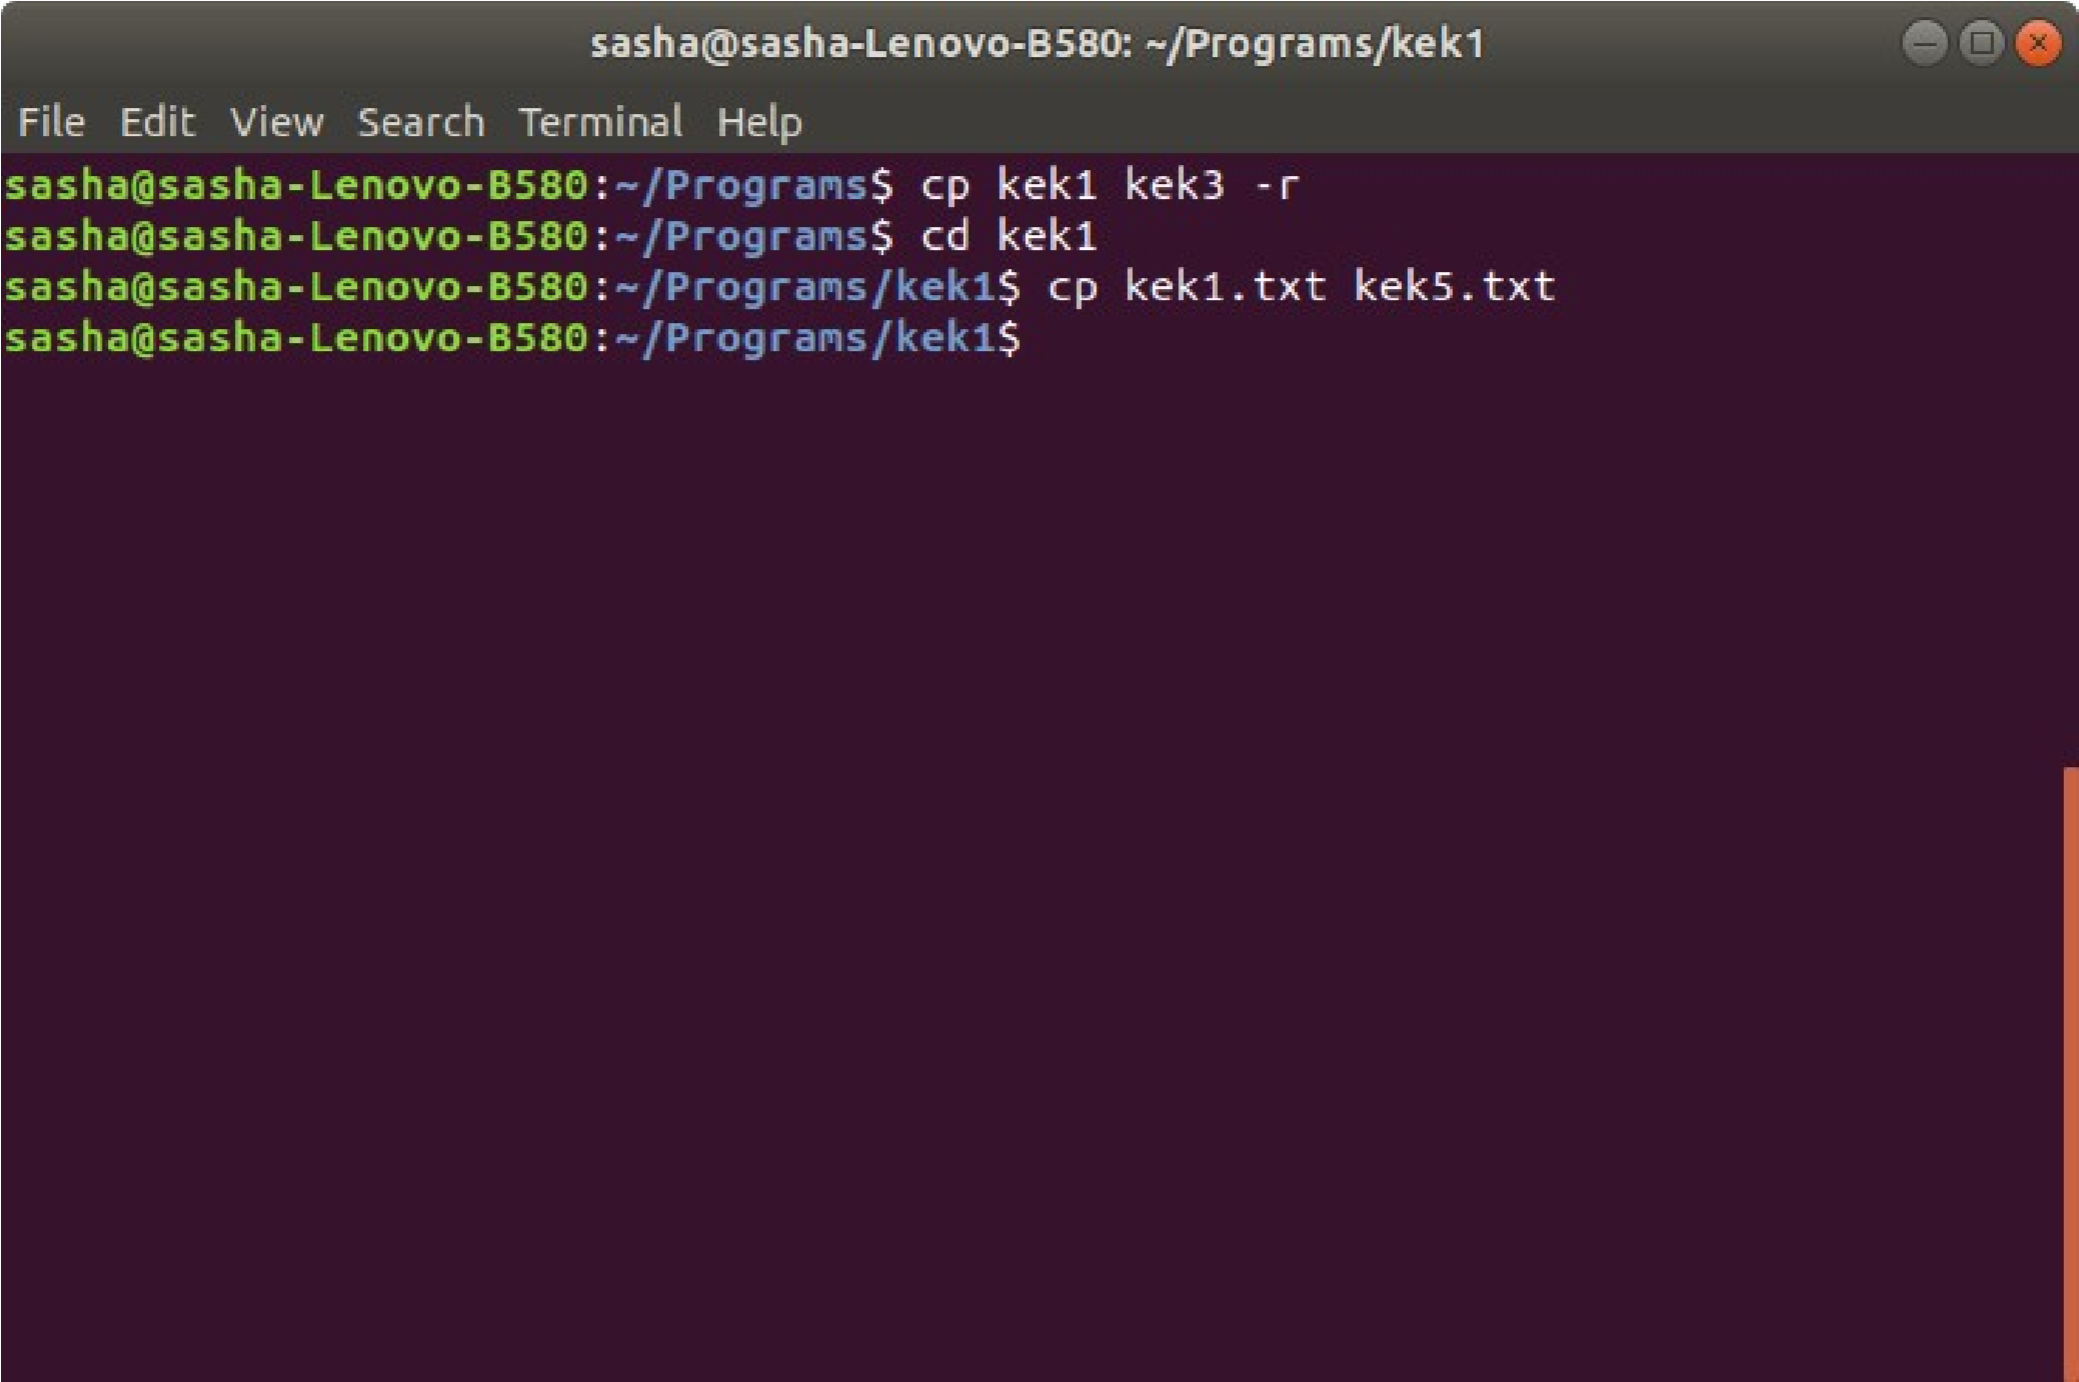 sasha@sasha-Lenovo-B580: ~/Programs/kek1
File Edit View Search Terminal Help
sasha@sasha-Lenovo-B580:~/Programs$ cp kek1 kek3 -r
sasha@sasha-Lenovo-B580:~/Programs$ cd kek1
sasha@sasha-Lenovo-B580:~/Programs/kek1$ cp kek1.txt kek5.txt
sasha@sasha-Lenovo-B580:~/Programs/kek1$